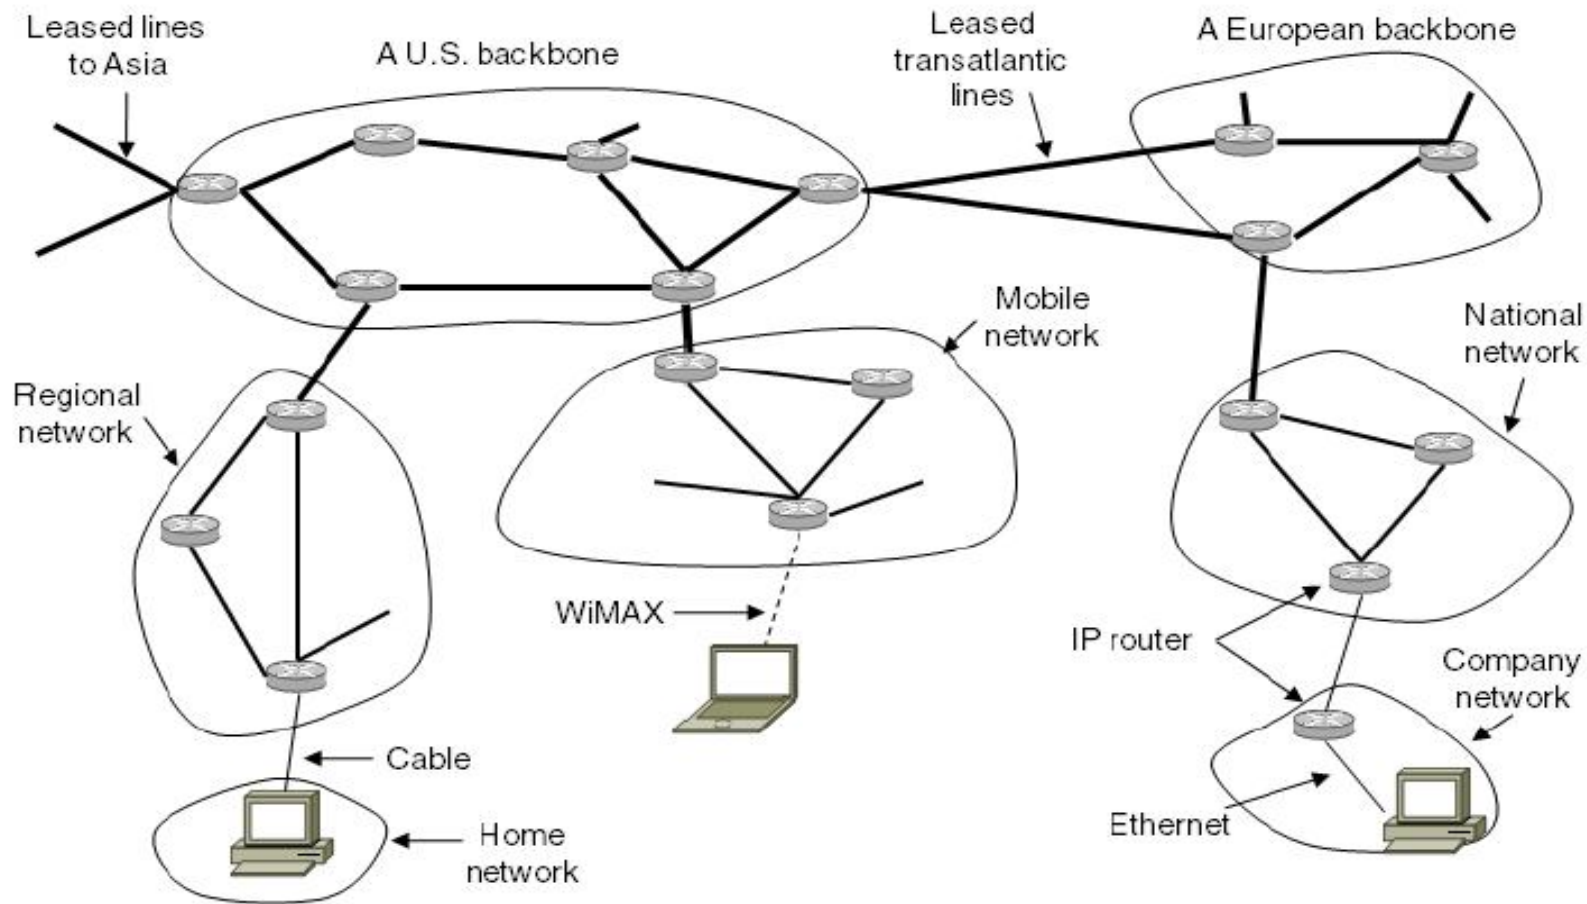 Leased lines
to Asia
A U.S. backbone
Leased
transatlantic
lines
A European backbone
Mobile
network
National
network
Regional
network
WiMAX
IP router
Company
network
Cable
Ethernet
Home
network